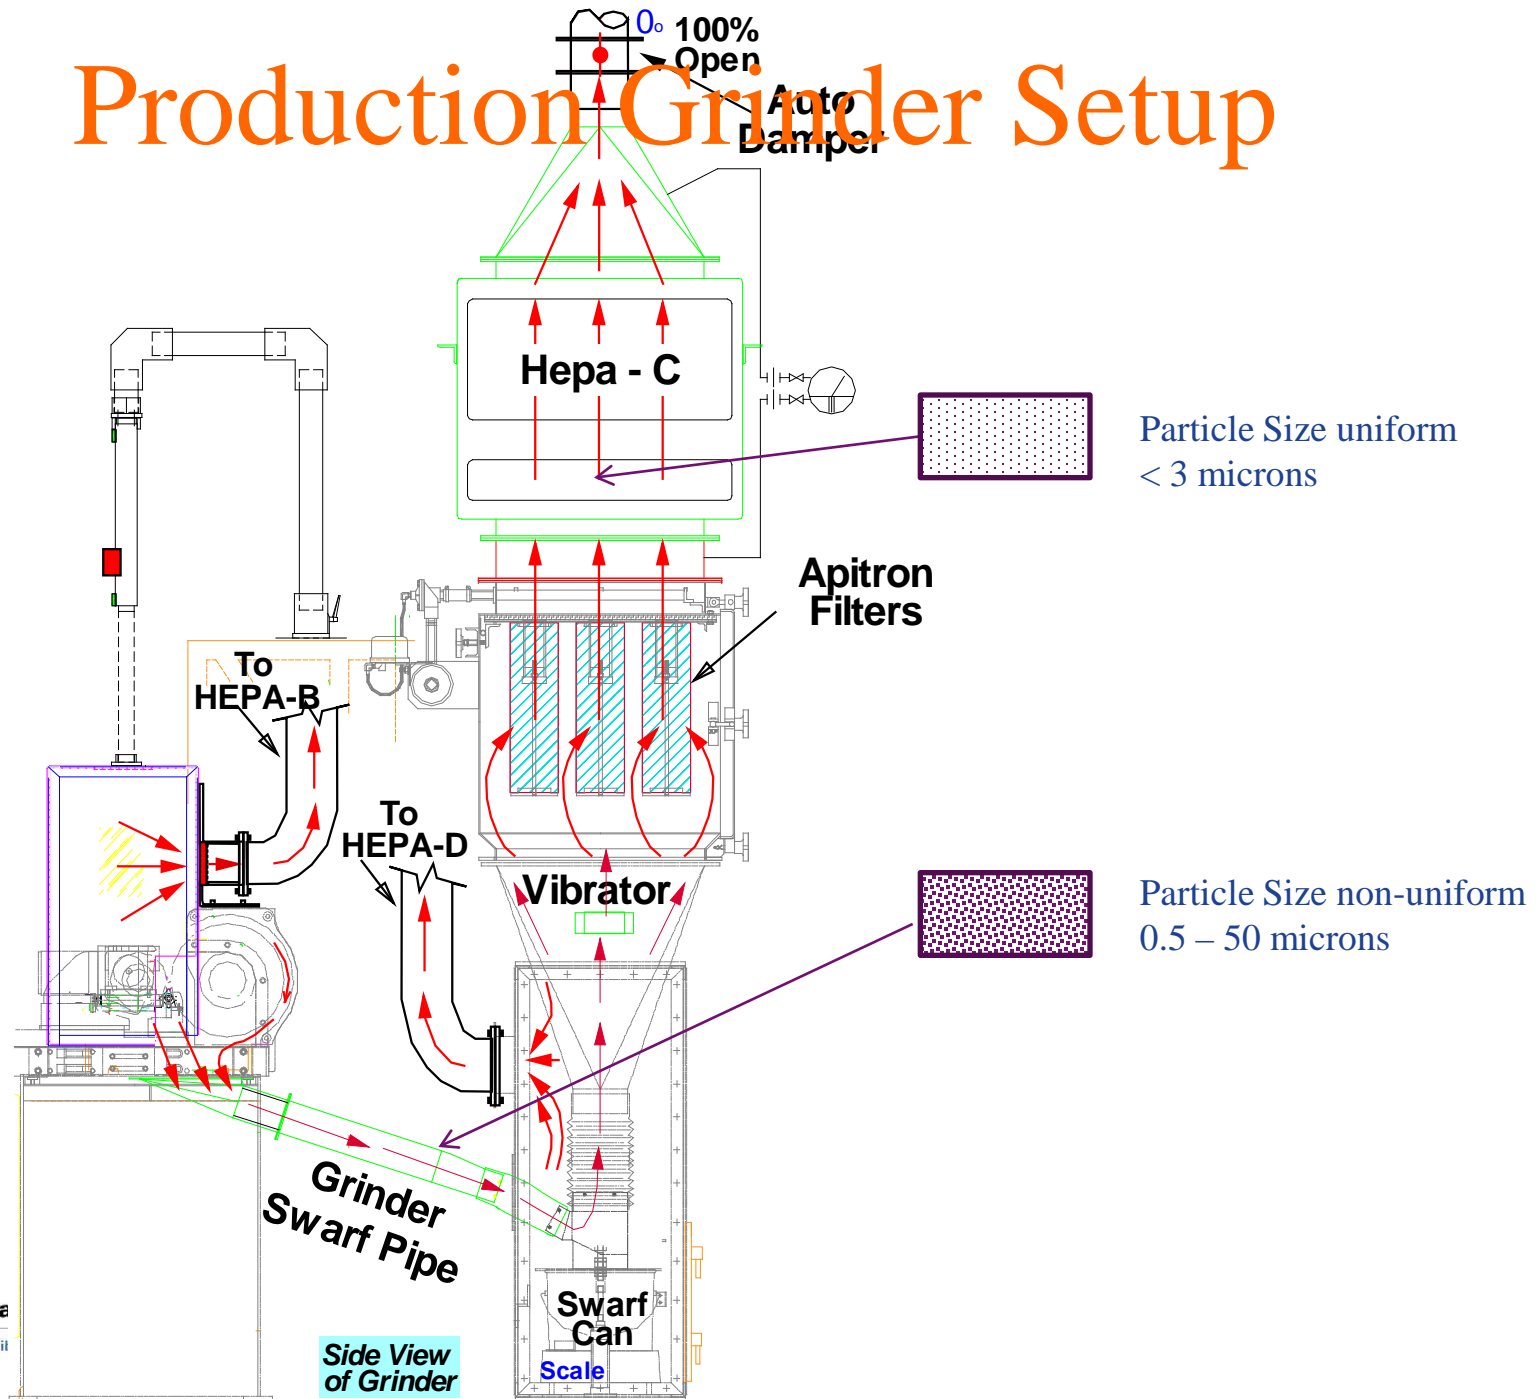 0o 100%
Open
Production Grinder Setup
Auto
Damper
Hepa - C
Particle Size uniform
< 3 microns
Apitron
Filters
To
HEPA-B
To
HEPA-D
Vibrator
Particle Size non-uniform
0.5 – 50 microns
Grinder
Swarf Pipe
Swarf
Can
Scale
Side View
of Grinder